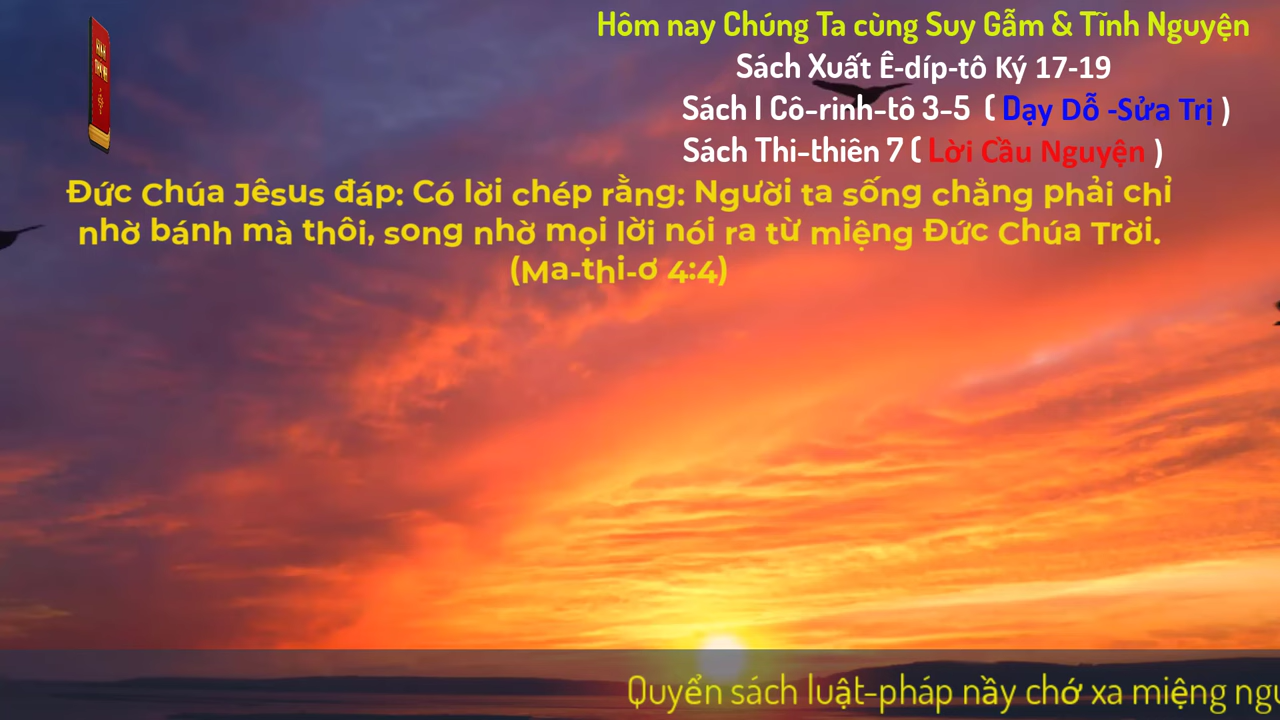 Hôm nay Chúng Ta cùng Suy Gẫm & Tĩnh Nguyện
Sách Xuất Ê-díp-tô Ký 17-19
Sách I Cô-rinh-tô 3-5 ( Dạy Dỗ -Sửa Trị )
Sách Thi-thiên 7 ( Lời Cầu Nguyện )
Đức Chúa Jêsus đáp: Có lời chép rằng: Người ta sống chẳng phải chỉ
nhờ bánh mà thôi, song nhờ mọi lời nói ra từ miệng Đức Chúa Trời.
(Ma-thi-ơ 4:4)
Quyển sách luật-pháp nầy chớ xa miệng